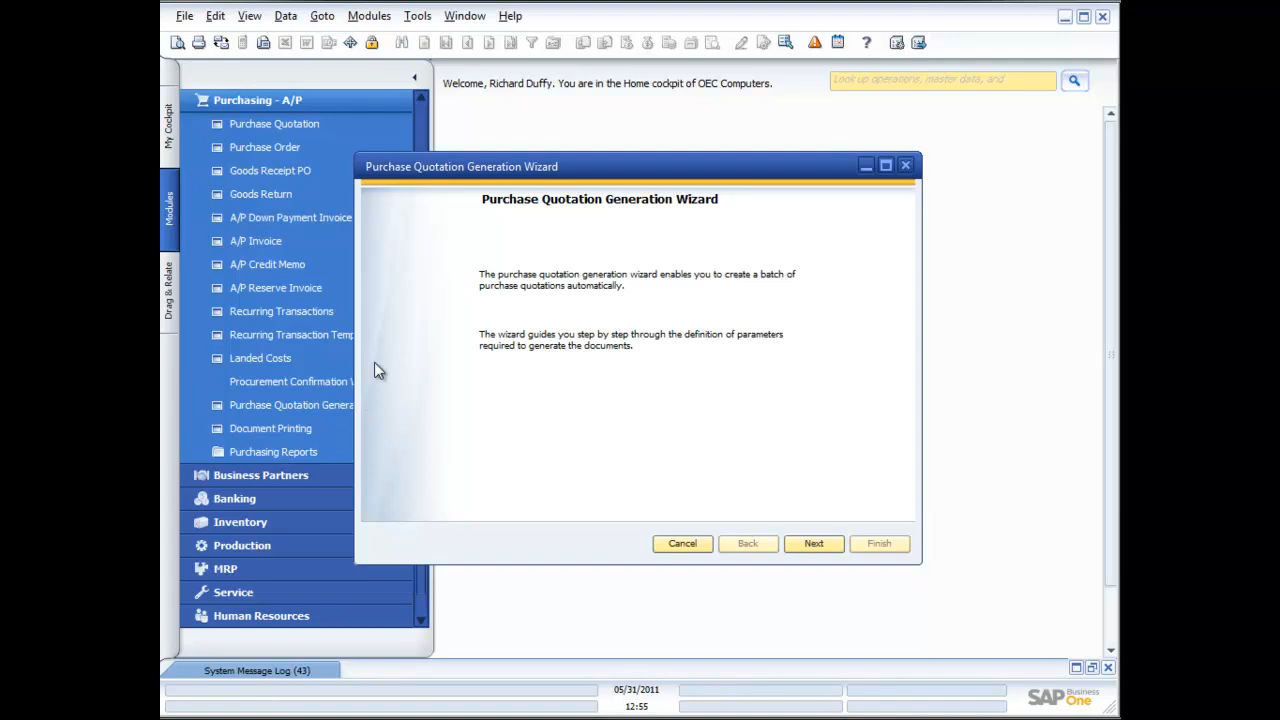 File Edit View Data Goto Modules Tools Window Help
My Cockpit
Modules
Drag & Relate
Welcome, Richard Duffy. You are in the Home cockpit of OEC Computers.
Look up operations, master data, and
Purchasing - A/P
Purchase Quotation
Purchase Order
Goods Receipt PO
Goods Return
A/P Down Payment Invoice
A/P Invoice
A/P Credit Memo
A/P Reserve Invoice
Recurring Transactions
Recurring Transaction Temp
Landed Costs
Procurement Confirmation
Purchase Quotation Genera
Document Printing
Purchasing Reports
Business Partners
Banking
Inventory
Production
MRP
Service
Human Resources
Purchase Quotation Generation Wizard
Purchase Quotation Generation Wizard
The purchase quotation generation wizard enables you to create a batch of
purchase quotations automatically.
The wizard guides you step by step through the definition of parameters
required to generate the documents.
Cancel Back Next Finish
System Message Log (43)
05/31/2011
12:55
SAP Business One